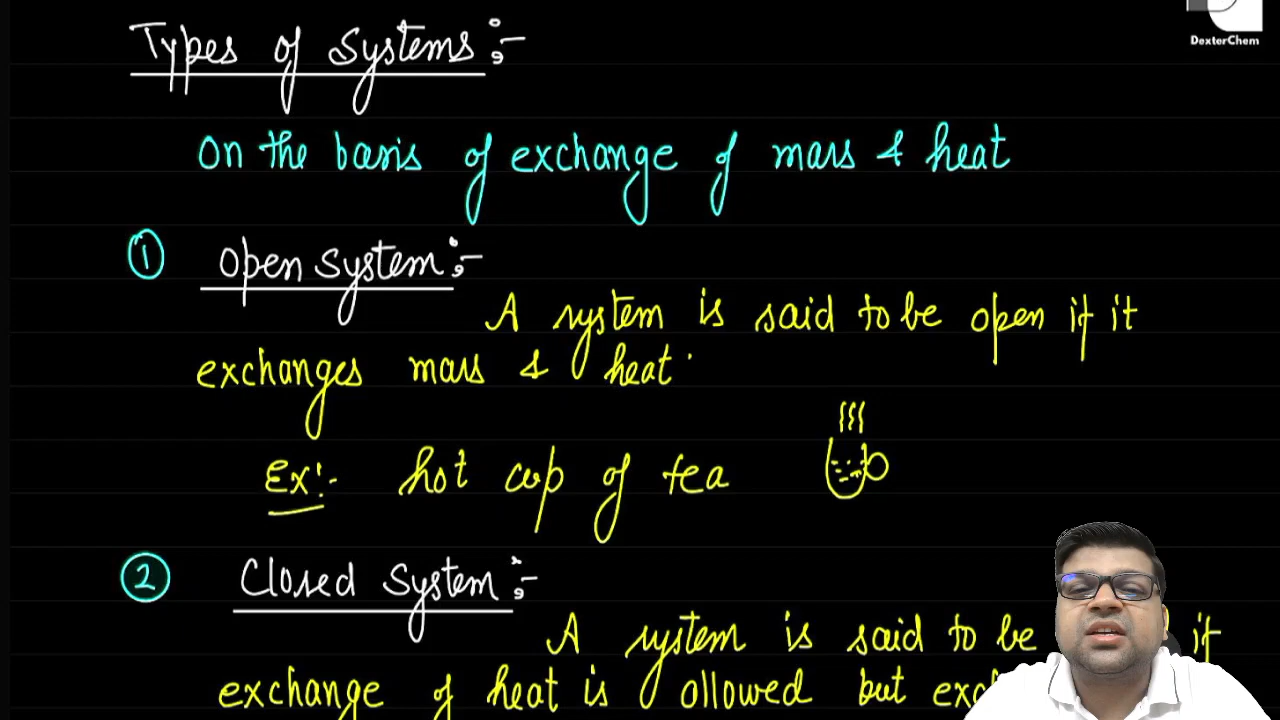 DexterChem
Types of Systems :-
On the basis of exchange of mass & heat
1 Open System :-
A system is said to be open if it
exchanges mass & heat.
Ex:- hot cup of tea
2 Closed System :-
A system is said to be if
exchange of heat is allowed but